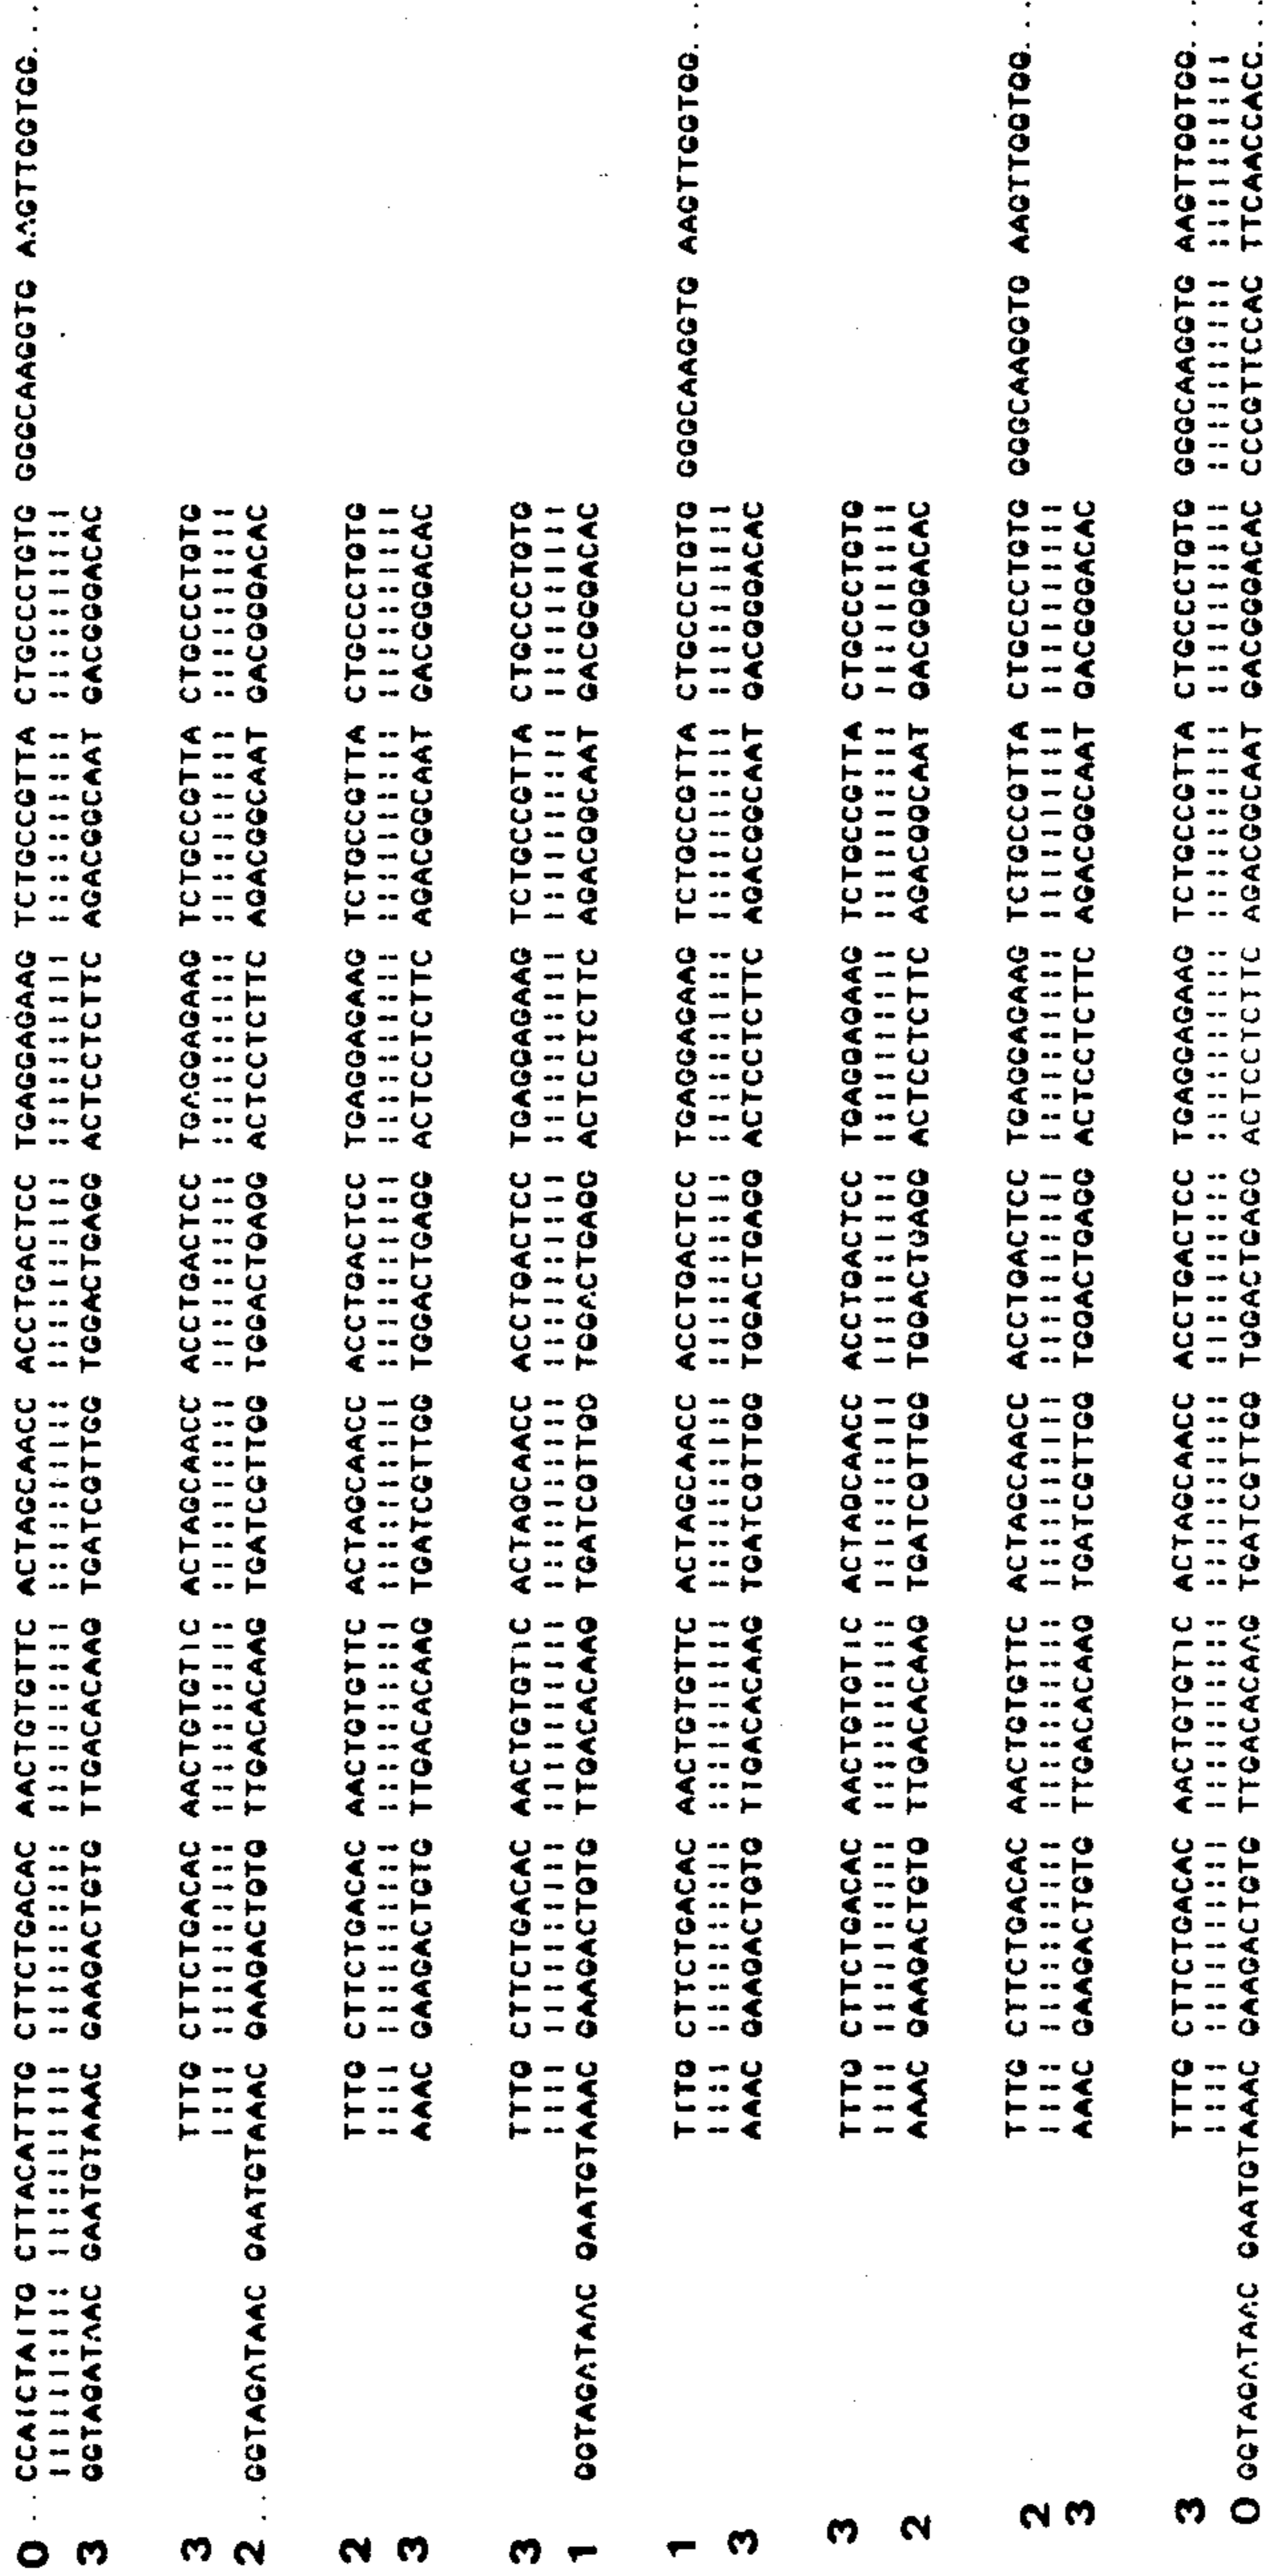 0 .. CCATCTATTG CTTACATTTG CTTCTGACAC AACTGTGTTC ACTAGCAACC ACCTGACTCC TGAGGAGAAG TCTGCCGTTA CTGCCCTGTG GGGCAAGGTG AAGTTGGTGG...
3 GGTAGATAAC GAATGTAAAC GAAGACTGTG TTGACACAAG TGATCGTTGG TGGACTGAGG ACTCCTCTTC AGACGGCAAT GACGGGACAC
3 TTTG CTTCTGACAC AACTGTGTTC ACTAGCAACC ACCTGACTCC TGAGGAGAAG TCTGCCGTTA CTGCCCTGTG
2 .. GGTAGATAAC GAATGTAAAC GAAGACTGTG TTGACACAAG TGATCGTTGG TGGACTGAGG ACTCCTCTTC AGACGGCAAT GACGGGACAC
2 TTTG CTTCTGACAC AACTGTGTTC ACTAGCAACC ACCTGACTCC TGAGGAGAAG TCTGCCGTTA CTGCCCTGTG
3 AAAC GAAGACTGTG TTGACACAAG TGATCGTTGG TGGACTGAGG ACTCCTCTTC AGACGGCAAT GACGGGACAC
3 TTTG CTTCTGACAC AACTGTGTTC ACTAGCAACC ACCTGACTCC TGAGGAGAAG TCTGCCGTTA CTGCCCTGTG
1 GGTAGATAAC GAATGTAAAC GAAGACTGTG TTGACACAAG TGATCGTTGG TGGACTGAGG ACTCCTCTTC AGACGGCAAT GACGGGACAC
1 TTTG CTTCTGACAC AACTGTGTTC ACTAGCAACC ACCTGACTCC TGAGGAGAAG TCTGCCGTTA CTGCCCTGTG GGGCAAGGTG AAGTTGGTGG...
3 AAAC GAAGACTGTG TTGACACAAG TGATCGTTGG TGGACTGAGG ACTCCTCTTC AGACGGCAAT GACGGGACAC
3 TTTG CTTCTGACAC AACTGTGTTC ACTAGCAACC ACCTGACTCC TGAGGAGAAG TCTGCCGTTA CTGCCCTGTG
2 AAAC GAAGACTGTG TTGACACAAG TGATCGTTGG TGGACTGAGG ACTCCTCTTC AGACGGCAAT GACGGGACAC
2 TTTG CTTCTGACAC AACTGTGTTC ACTAGCAACC ACCTGACTCC TGAGGAGAAG TCTGCCGTTA CTGCCCTGTG GGGCAAGGTG AAGTTGGTGG...
3 AAAC GAAGACTGTG TTGACACAAG TGATCGTTGG TGGACTGAGG ACTCCTCTTC AGACGGCAAT GACGGGACAC
3 TTTG CTTCTGACAC AACTGTGTTC ACTAGCAACC ACCTGACTCC TGAGGAGAAG TCTGCCGTTA CTGCCCTGTG GGGCAAGGTG AAGTTGGTGG...
0 GGTAGATAAC GAATGTAAAC GAAGACTGTG TTGACACAAG TGATCGTTGG TGGACTGAGG ACTCCTCTTC AGACGGCAAT GACGGGACAC CCCGTTCCAC TTCAACCACC...